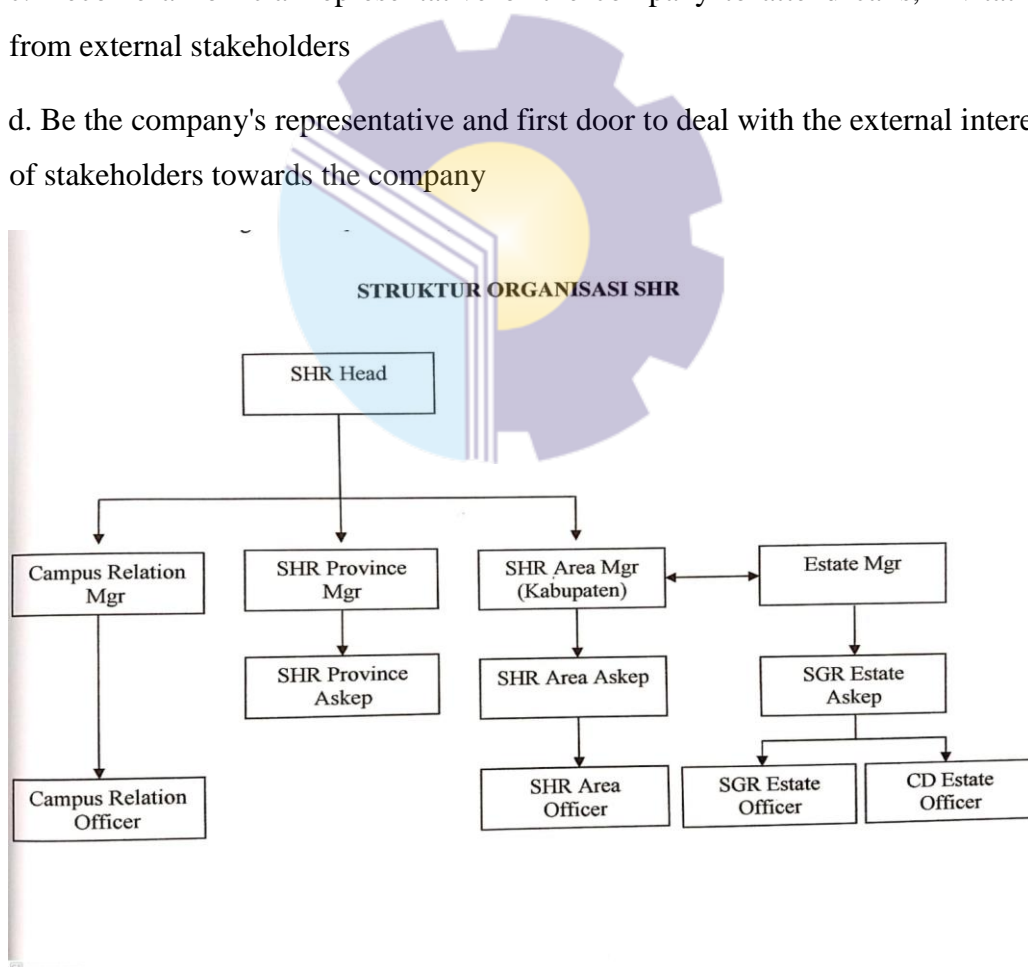 from external stakeholders
d. Be the company's representative and first door to deal with the external
of stakeholders towards the company
STRUKTUR ORGANISASI SHR
SHR Head
Campus Relation
Mgr
SHR Province
Mgr
SHR Area Mgr
(Kabupaten)
Estate Mgr
SHR Province
Askep
SHR Area Askep
SGR Estate
Askep
Campus Relation
Officer
SHR Area
Officer
SGR Estate
Officer
CD Estate
Officer